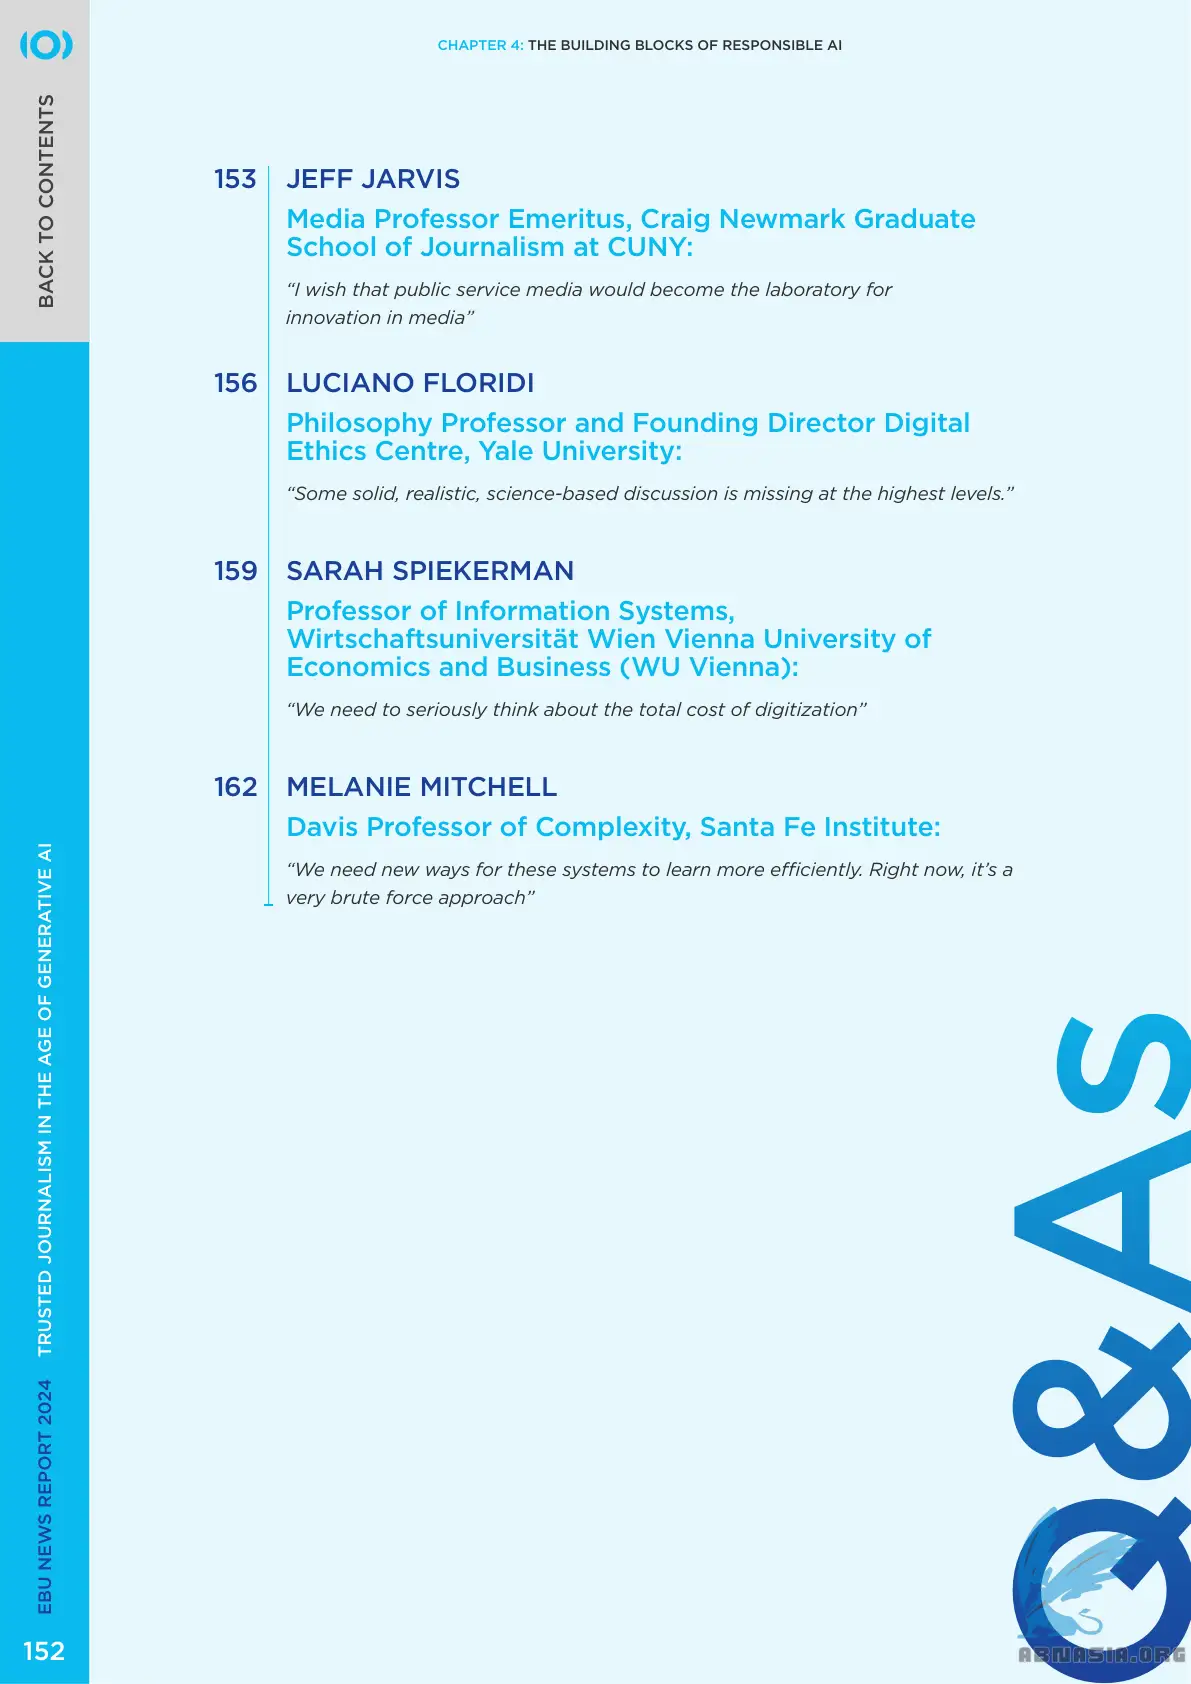 CHAPTER 4: THE BUILDING BLOCKS OF RESPONSIBLE AI
BACK TO CONTENTS
153 JEFF JARVIS
Media Professor Emeritus, Craig Newmark Graduate
School of Journalism at CUNY:
“I wish that public service media would become the laboratory for
innovation in media”
156 LUCIANO FLORIDI
Philosophy Professor and Founding Director Digital
Ethics Centre, Yale University:
“Some solid, realistic, science-based discussion is missing at the highest levels.”
159 SARAH SPIEKERMAN
Professor of Information Systems,
Wirtschaftsuniversität Wien Vienna University of
Economics and Business (WU Vienna):
“We need to seriously think about the total cost of digitization”
162 MELANIE MITCHELL
Davis Professor of Complexity, Santa Fe Institute:
“We need new ways for these systems to learn more efficiently. Right now, it’s a
very brute force approach”
EBU NEWS REPORT 2024 TRUSTED JOURNALISM IN THE AGE OF GENERATIVE AI
152
Q&AS
ABNASIA.ORG